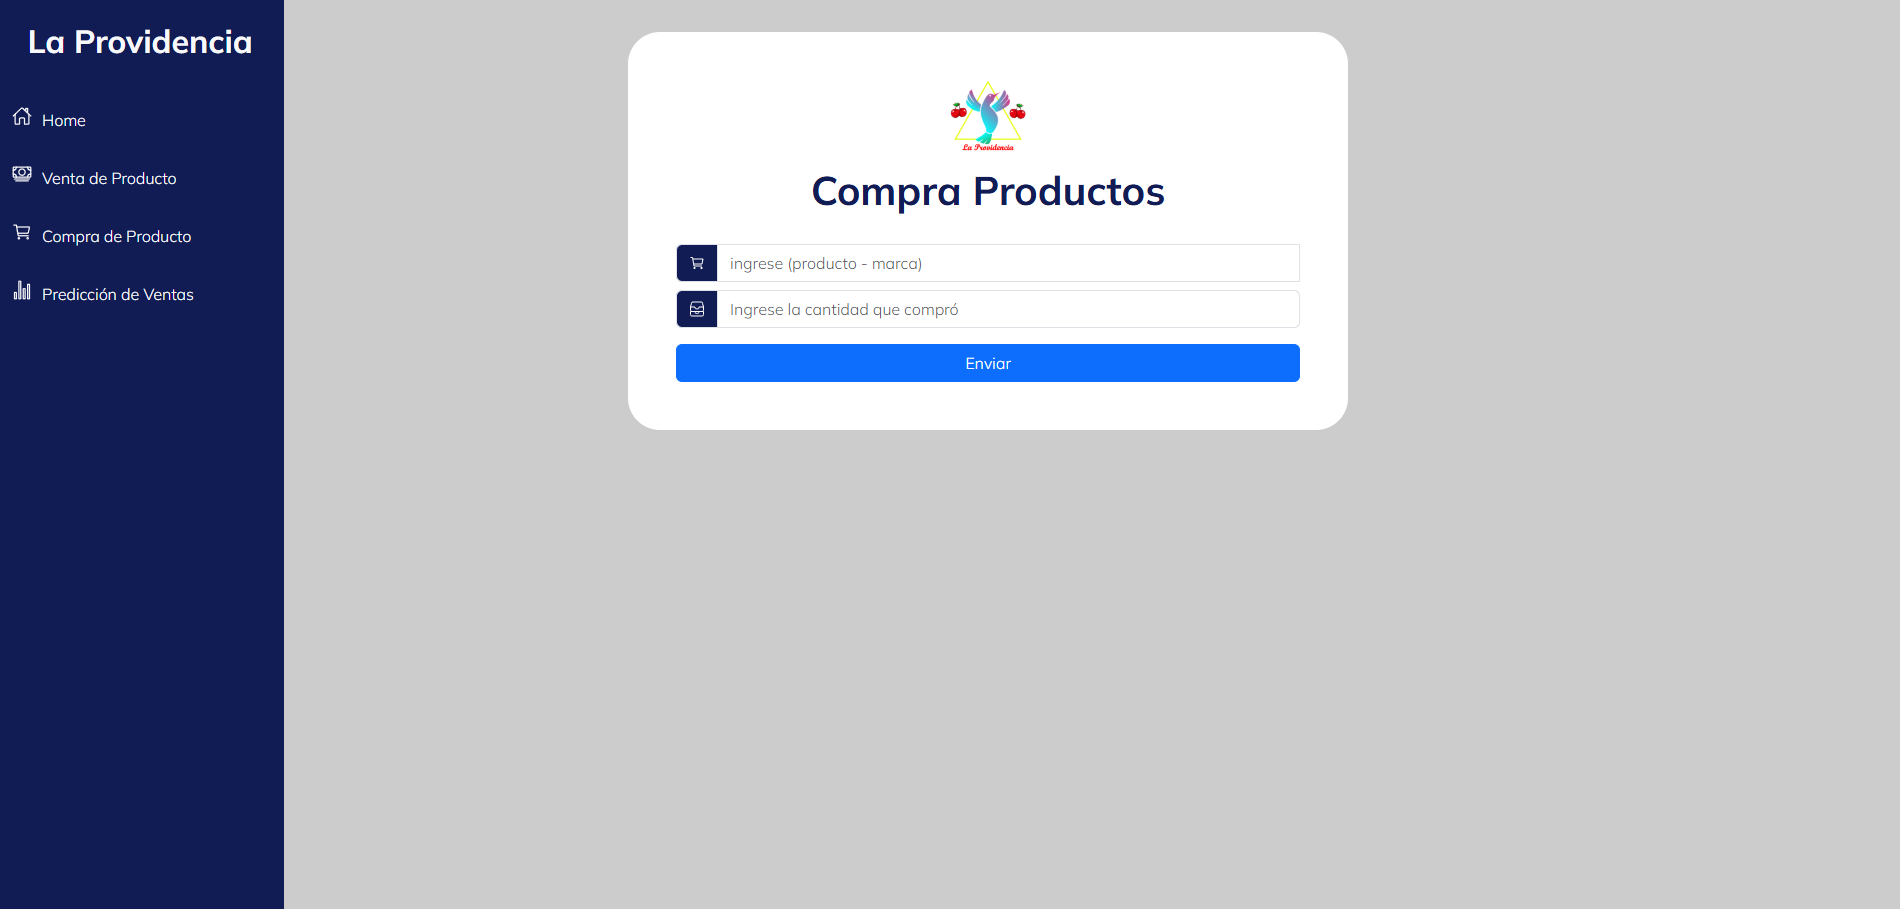 La Providencia
Home
Venta de Producto
Compra de Producto
Predicción de Ventas
La Providencia
Compra Productos
ingrese (producto - marca)
Ingrese la cantidad que compró
Enviar